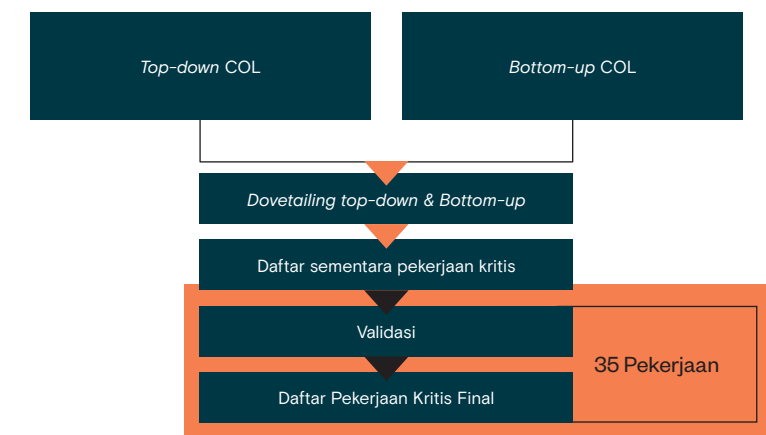 Top-down COL
Bottom-up COL
Dovetailing top-down & Bottom-up
Daftar sementara pekerjaan kritis
Validasi
35 Pekerjaan
Daftar Pekerjaan Kritis Final